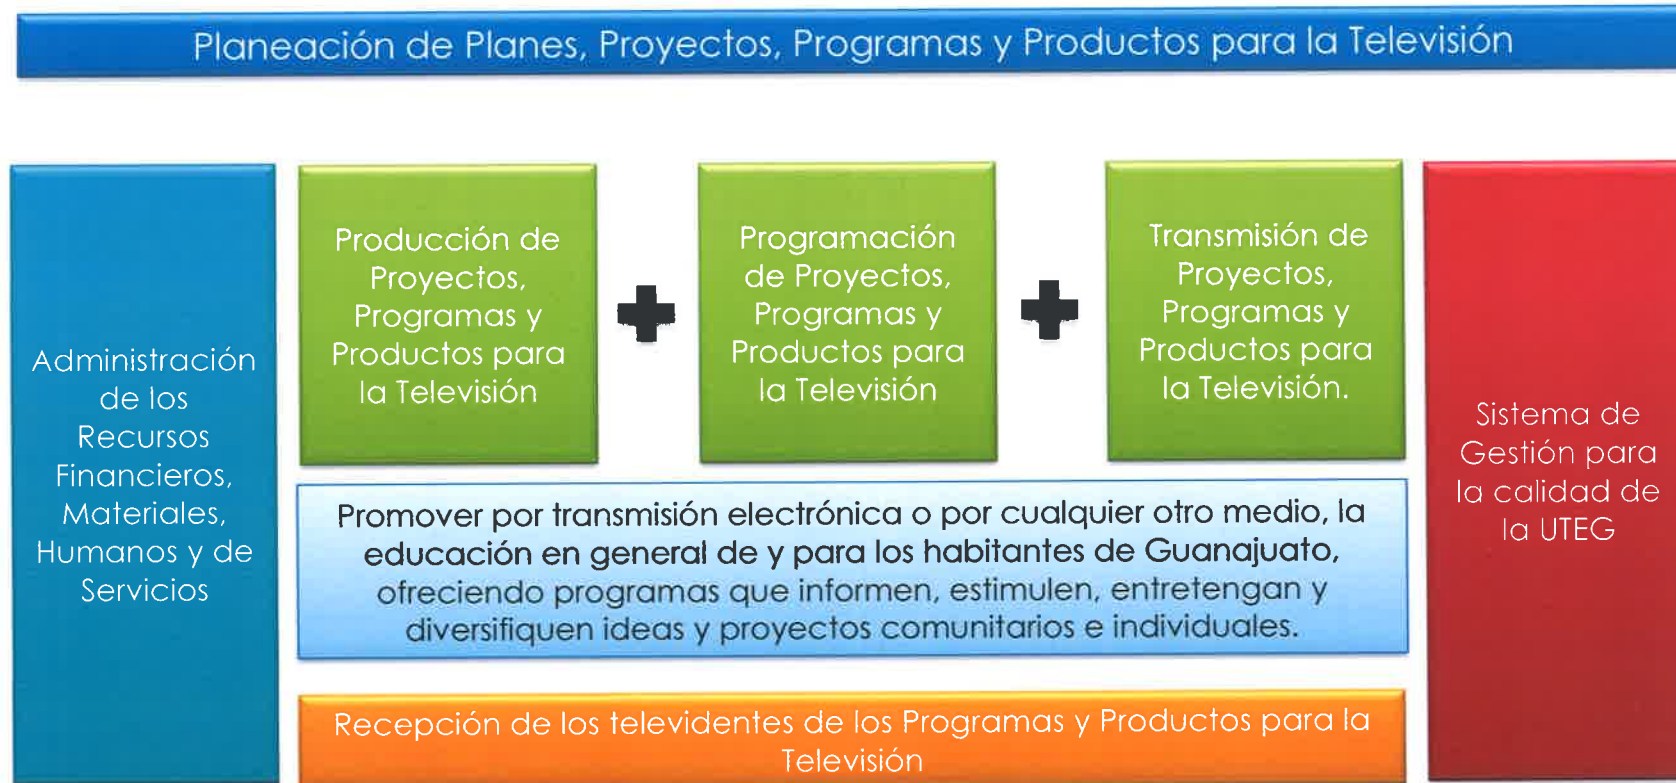 Planeación de Planes, Proyectos, Programas y Productos para la Televisión
Administración
de los
Recursos
Financieros,
Materiales,
Humanos y de
Servicios
Producción de
Proyectos,
Programas y
Productos para
la Televisión
Programación
de Proyectos,
Programas y
Productos para
la Televisión
Transmisión de
Proyectos,
Programas y
Productos para
la Televisión.
Promover por transmisión electrónica o por cualquier otro medio, la
educación en general de y para los habitantes de Guanajuato,
ofreciendo programas que informen, estimulen, entretengan y
diversifiquen ideas y proyectos comunitarios e individuales.
Recepción de los televidentes de los Programas y Productos para la
Televisión
Sistema de
Gestión para
la calidad de
la UTEG